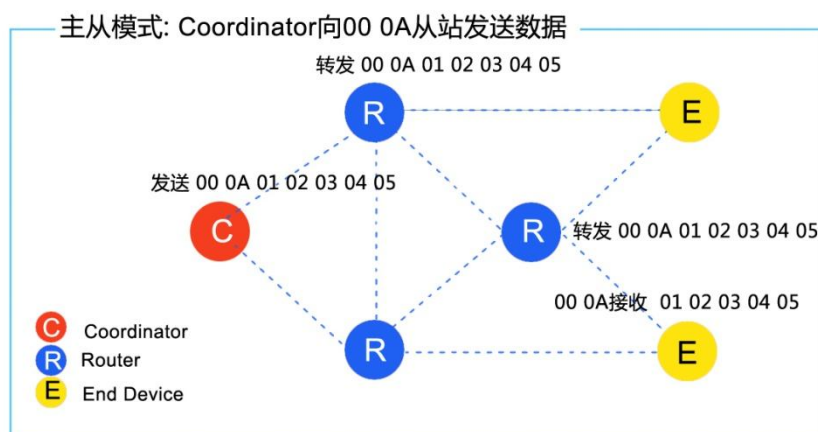 主从模式: Coordinator向00 0A从站发送数据
转发 00 0A 01 02 03 04 05
R
E
发送 00 0A 01 02 03 04 05
C
R
转发 00 0A 01 02 03 04 05
00 0A接收 01 02 03 04 05
R
E
C Coordinator
R Router
E End Device